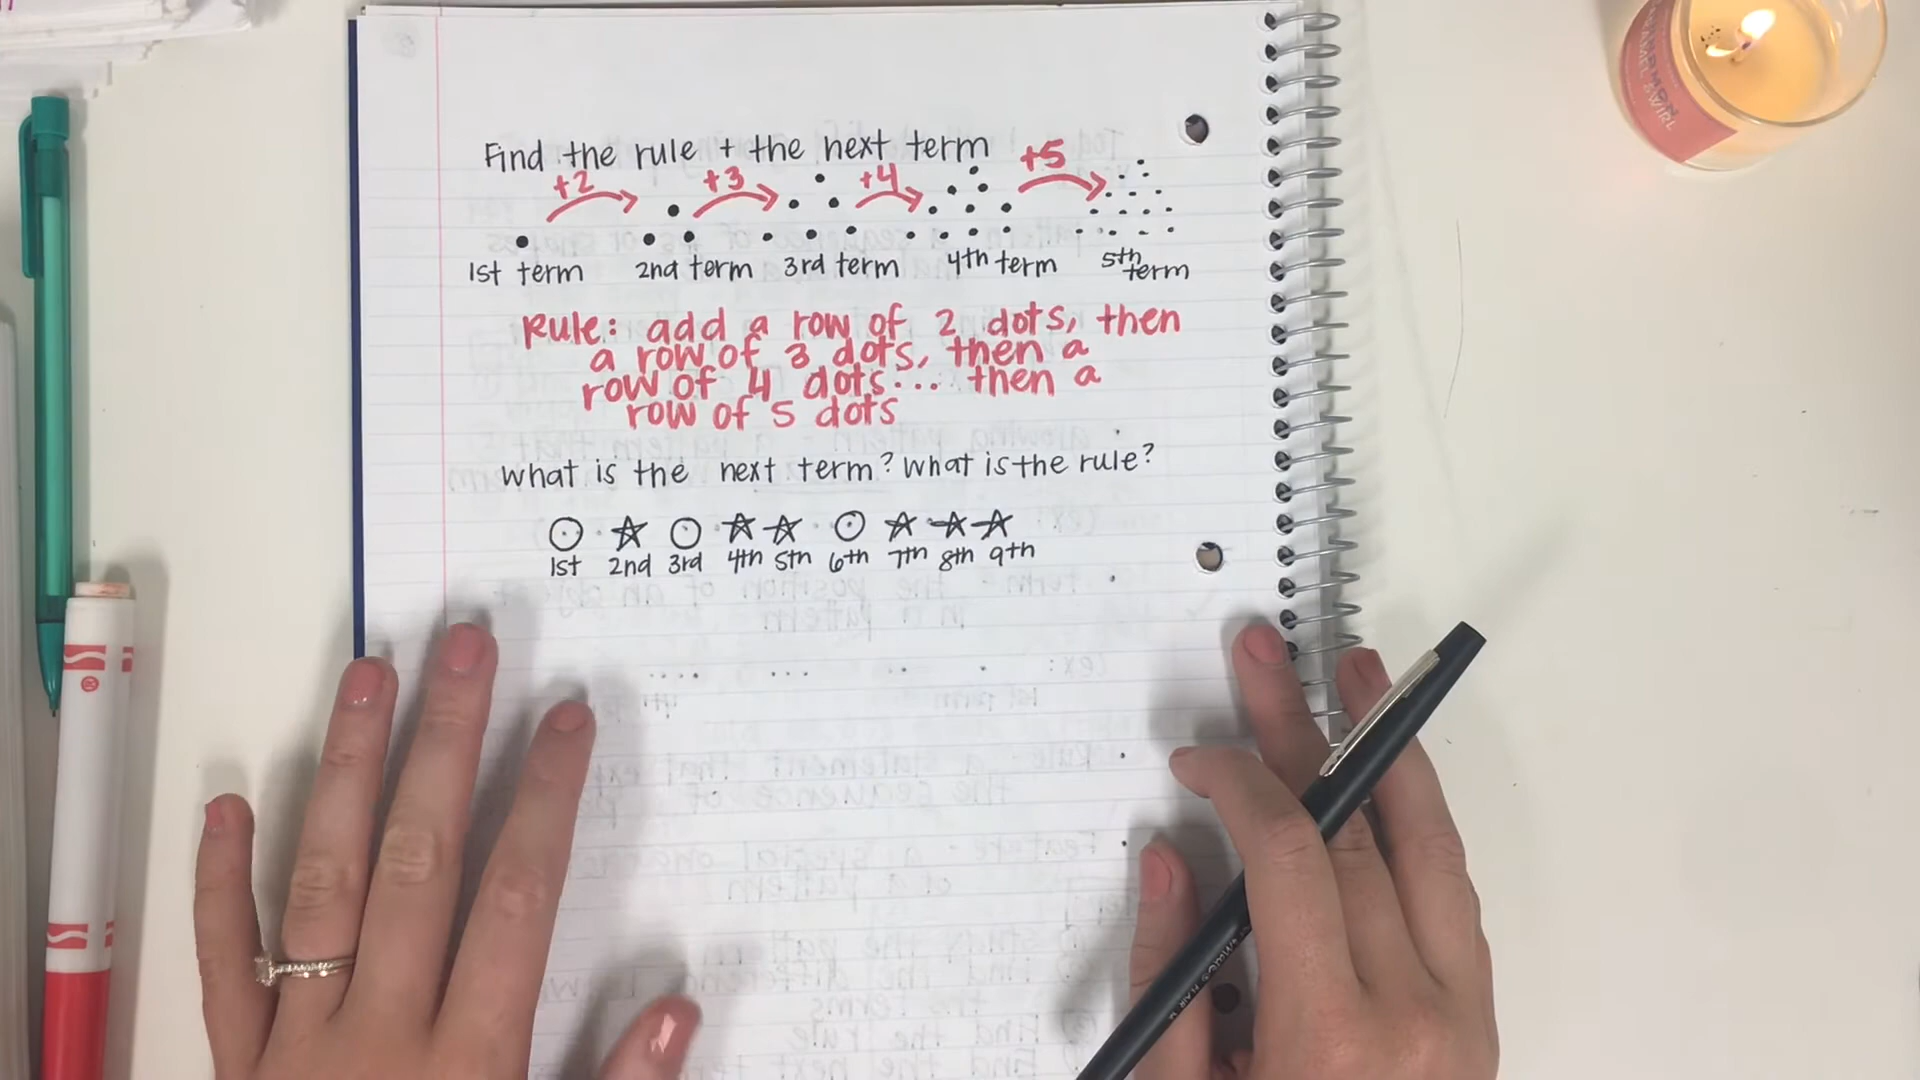 Find the rule + the next term
+2 +3 +4 +5
1st term 2nd term 3rd term 4th term 5th term
Rule: add a row of 2 dots, then
a row of 3 dots, then a
row of 4 dots... then a
row of 5 dots
What is the next term? What is the rule?
1st 2nd 3rd 4th 5th 6th 7th 8th 9th